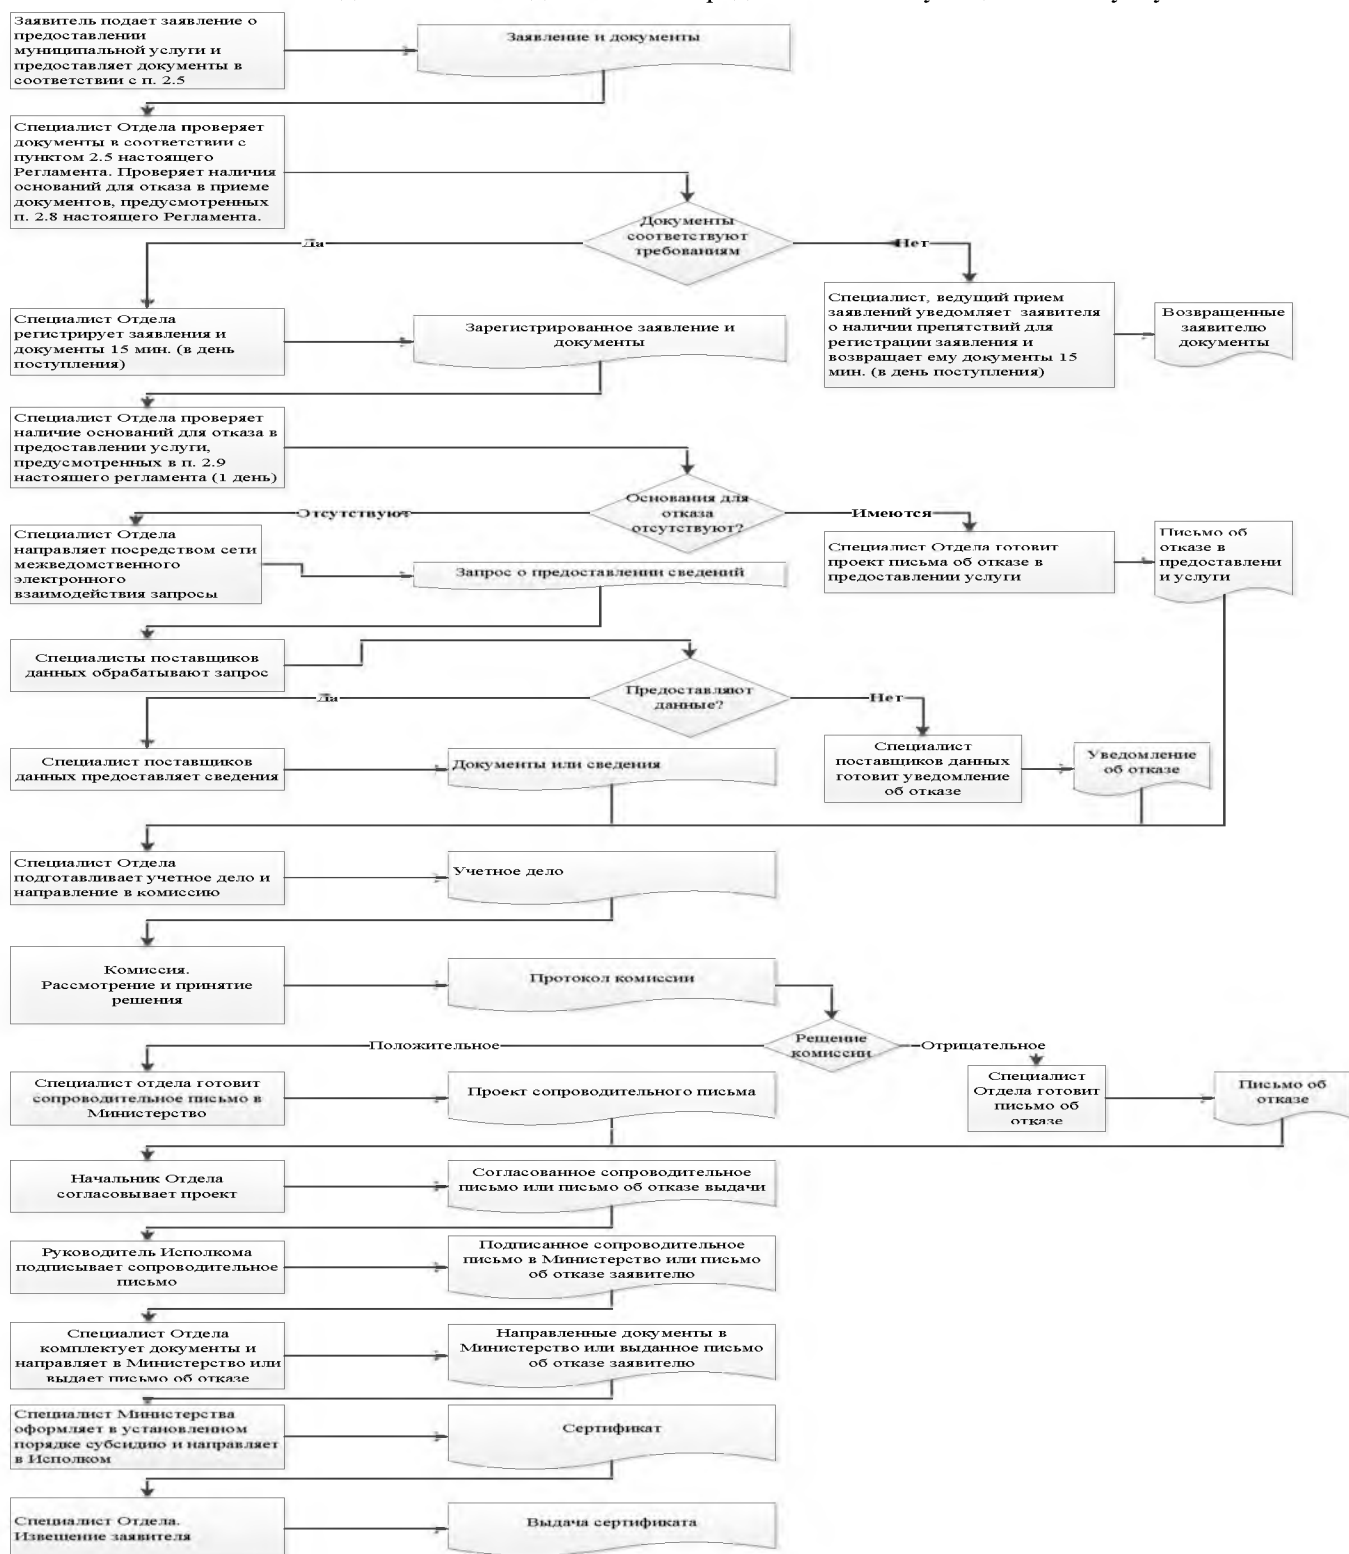 Заявитель подает заявление о
предоставлении
муниципальной услуги и
предоставляет документы в
соответствии с п. 2.5
Заявление и документы
Специалист Отдела проверяет
документы в соответствии с
пунктом 2.5 настоящего
Регламента. Проверяет наличия
оснований для отказа в приеме
документов, предусмотренных
п. 2.8 настоящего Регламента.
Документы
соответствуют
требованиям
Да
Нет
Специалист Отдела
регистрирует заявления и
документы 15 мин. (в день
поступления)
Зарегистрированное заявление и
документы
Специалист, ведущий прием
заявлений уведомляет заявителя
о наличии препятствий для
регистрации заявления и
возвращает ему документы 15
мин. (в день поступления)
Возвращенные
заявителю
документы
Специалист Отдела проверяет
наличие оснований для отказа в
предоставлении услуги,
предусмотренных в п. 2.9
настоящего регламента (1 день)
Основания для
отказа
отсутствуют?
Отсутствуют
Имеются
Специалист Отдела
направляет посредством сети
межведомственного
электронного
взаимодействия запросы
Запрос о предоставлении сведений
Специалист Отдела готовит
проект письма об отказе в
предоставлении услуги
Письмо об
отказе в
предоставлени
и услуги
Специалисты поставщиков
данных обрабатывают запрос
Предоставляют
данные?
Да
Нет
Специалист поставщиков
данных предоставляет сведения
Документы или сведения
Специалист
поставщиков данных
готовит уведомление
об отказе
Уведомление
об отказе
Специалист Отдела
подготавливает учетное дело и
направление в комиссию
Учетное дело
Комиссия.
Рассмотрение и принятие
решения
Протокол комиссии
Решение
комиссии
Положительное
Отрицательное
Специалист отдела готовит
сопроводительное письмо в
Министерство
Проект сопроводительного письма
Специалист
Отдела готовит
письмо об
отказе
Письмо об
отказе
Начальник Отдела
согласовывает проект
Согласованное сопроводительное
письмо или письмо об отказе выдачи
Руководитель Исполкома
подписывает сопроводительное
письмо
Подписанное сопроводительное
письмо в Министерство или письмо
об отказе заявителю
Специалист Отдела
комплектует документы и
направляет в Министерство или
выдает письмо об отказе
Направленные документы в
Министерство или выданное письмо
об отказе заявителю
Специалист Министерства
оформляет в установленном
порядке субсидию и направляет
в Исполком
Сертификат
Специалист Отдела.
Извещение заявителя
Выдача сертификата